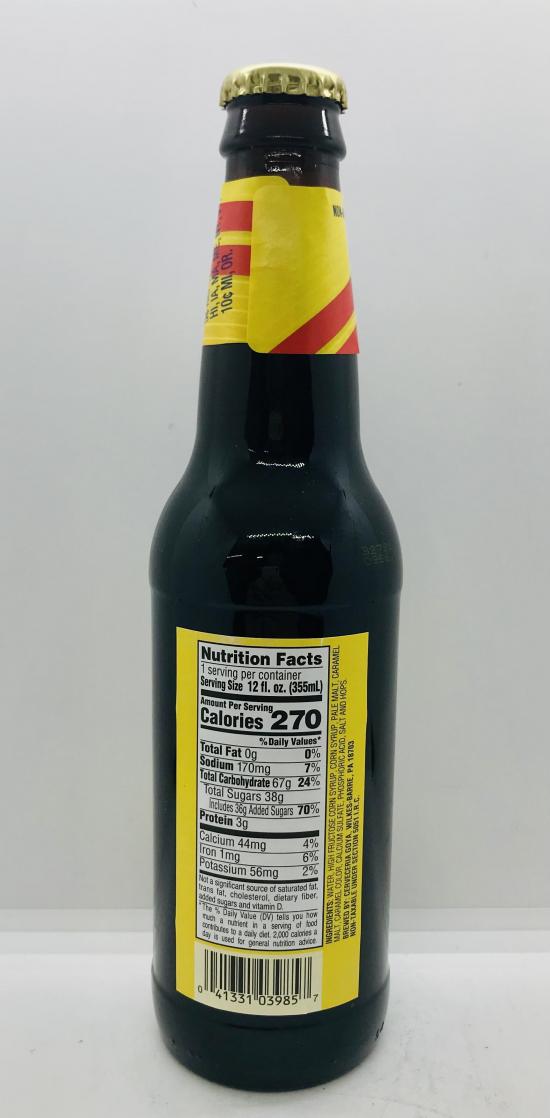 NON-
HI, IA, MA, ME, N
10¢ MI, OR.
Nutrition Facts
1 serving per container
Serving Size 12 fl. oz. (355mL)
Amount Per Serving
Calories 270
% Daily Values*
Total Fat 0g 0%
Sodium 170mg 7%
Total Carbohydrate 67g 24%
Total Sugars 38g
Includes 36g Added Sugars 70%
Protein 3g
Calcium 44mg 4%
Iron 1mg 6%
Potassium 56mg 2%
Not a significant source of saturated fat,
trans fat, cholesterol, dietary fiber,
added sugars and vitamin D.
*The % Daily Value (DV) tells you how
much a nutrient in a serving of food
contributes to a daily diet. 2,000 calories a
day is used for general nutrition advice.
INGREDIENTS: WATER, HIGH FRUCTOSE CORN SYRUP, CORN SYRUP, PALE MALT, CARAMEL
MALT, CARAMEL COLOR, CALCIUM SULFATE, PHOSPHORIC ACID, SALT AND HOPS.
BREWED BY: CERVECERIA GOYA, WILKES-BARRE, PA 18703
NON-TAXABLE UNDER SECTION 5051 I.R.C.
0 41331 03985 7